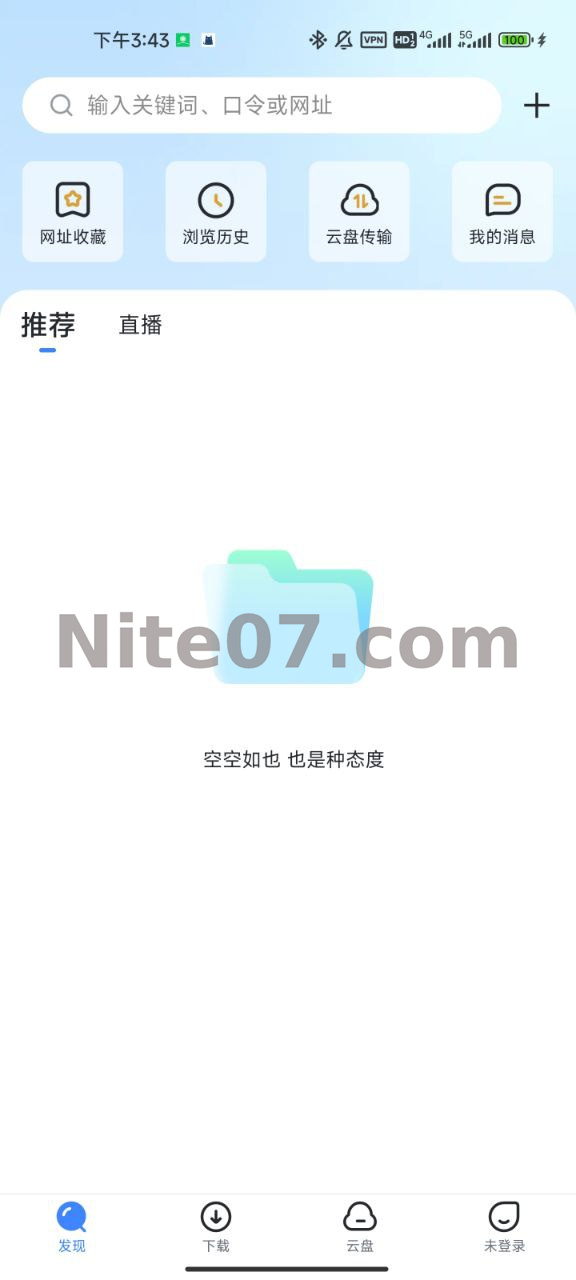 下午3:43
VPN HD 1 2 4G 5G 100
输入关键词、口令或网址
网址收藏 浏览历史 云盘传输 我的消息
推荐 直播
Nite07.com
空空如也 也是种态度
发现 下载 云盘 未登录